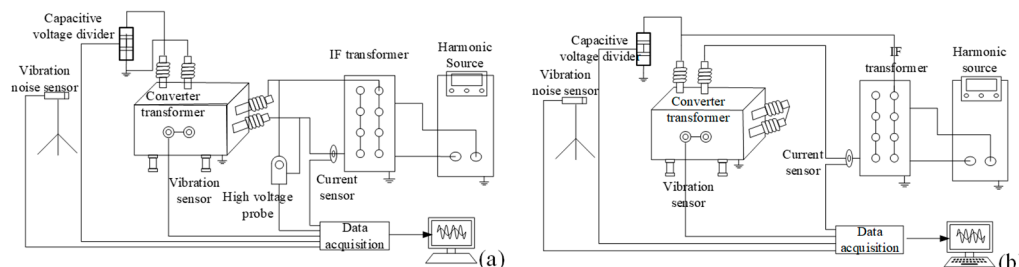 Capacitive
voltage divider
Vibration
noise sensor
Converter
transformer
IF transformer
Harmonic
Source
Vibration
sensor
High voltage
probe
Current
sensor
Data
acquisition
(a)
Capacitive
voltage divider
Vibration
noise sensor
Converter
transformer
IF
transformer
Harmonic
source
Current
sensor
Vibration
sensor
Data
acquisition
(b